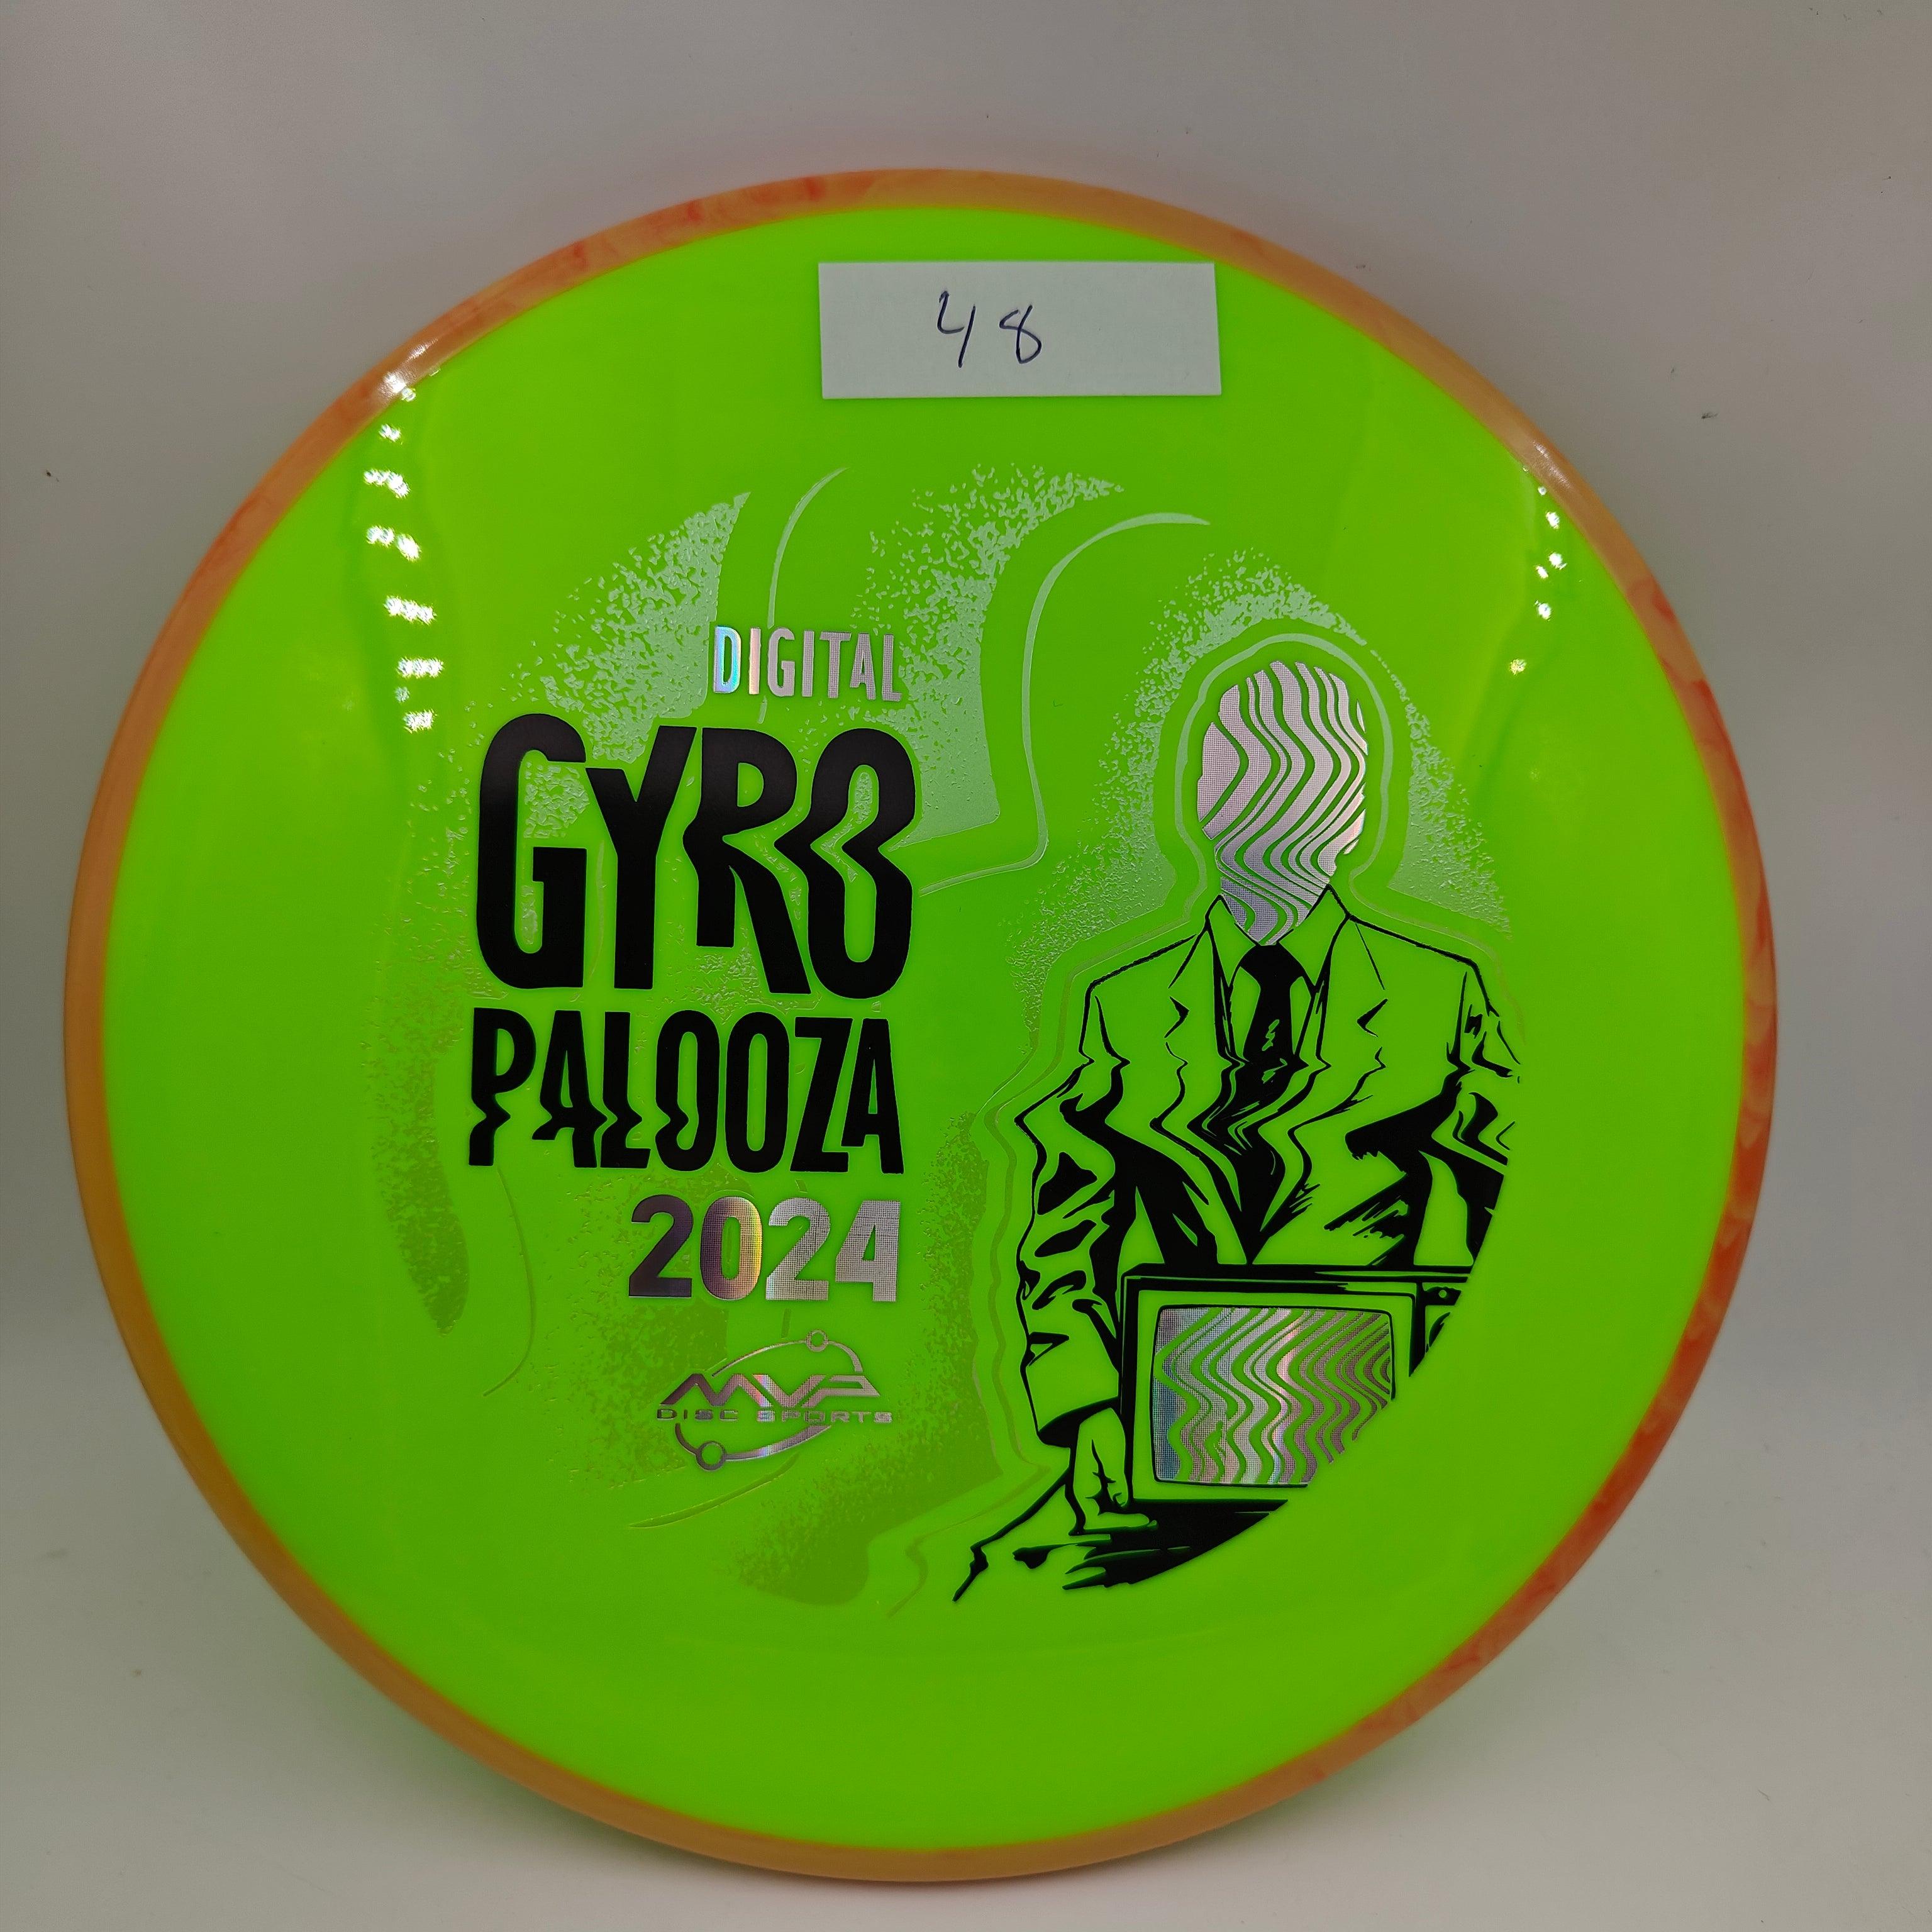 48
DIGITAL
GYRO
PALOOZA
2024
MVP
DISC SPORTS